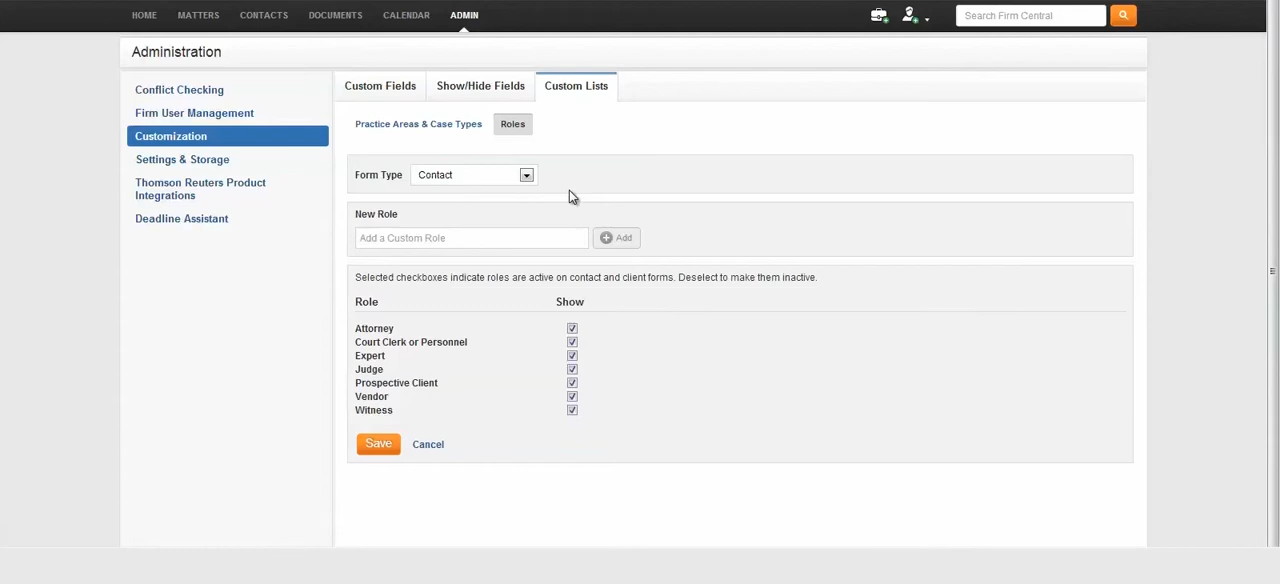 HOME MATTERS CONTACTS DOCUMENTS CALENDAR ADMIN Search Firm Central
Administration
Conflict Checking
Firm User Management
Customization
Settings & Storage
Thomson Reuters Product
Integrations
Deadline Assistant
Custom Fields Show/Hide Fields Custom Lists
Practice Areas & Case Types Roles
Form Type Contact
New Role
Add a Custom Role Add
Selected checkboxes indicate roles are active on contact and client forms. Deselect to make them inactive.
Role Show
Attorney
Court Clerk or Personnel
Expert
Judge
Prospective Client
Vendor
Witness
Save Cancel